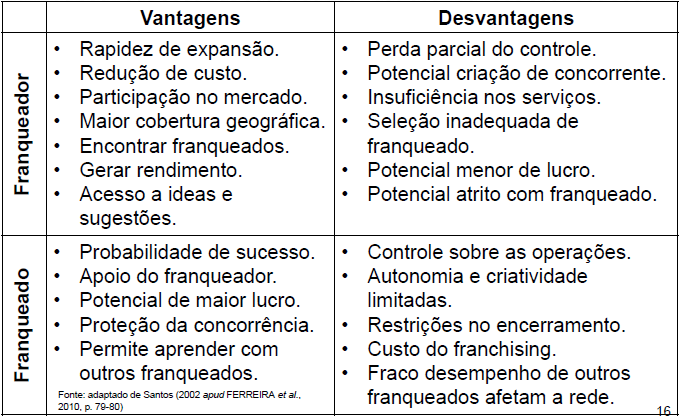 Vantagens
Desvantagens
Franqueador
• Rapidez de expansão.
• Redução de custo.
• Participação no mercado.
• Maior cobertura geográfica.
• Encontrar franqueados.
• Gerar rendimento.
• Acesso a ideas e
sugestões.
• Perda parcial do controle.
• Potencial criação de concorrente.
• Insuficiência nos serviços.
• Seleção inadequada de
franqueado.
• Potencial menor de lucro.
• Potencial atrito com franqueado.
Franqueado
• Probabilidade de sucesso.
• Apoio do franqueador.
• Potencial de maior lucro.
• Proteção da concorrência.
• Permite aprender com
outros franqueados.
Fonte: adaptado de Santos (2002 apud FERREIRA et al.,
2010, p. 79-80)
• Controle sobre as operações.
• Autonomia e criatividade
limitadas.
• Restrições no encerramento.
• Custo do franchising.
• Fraco desempenho de outros
franqueados afetam a rede.
16